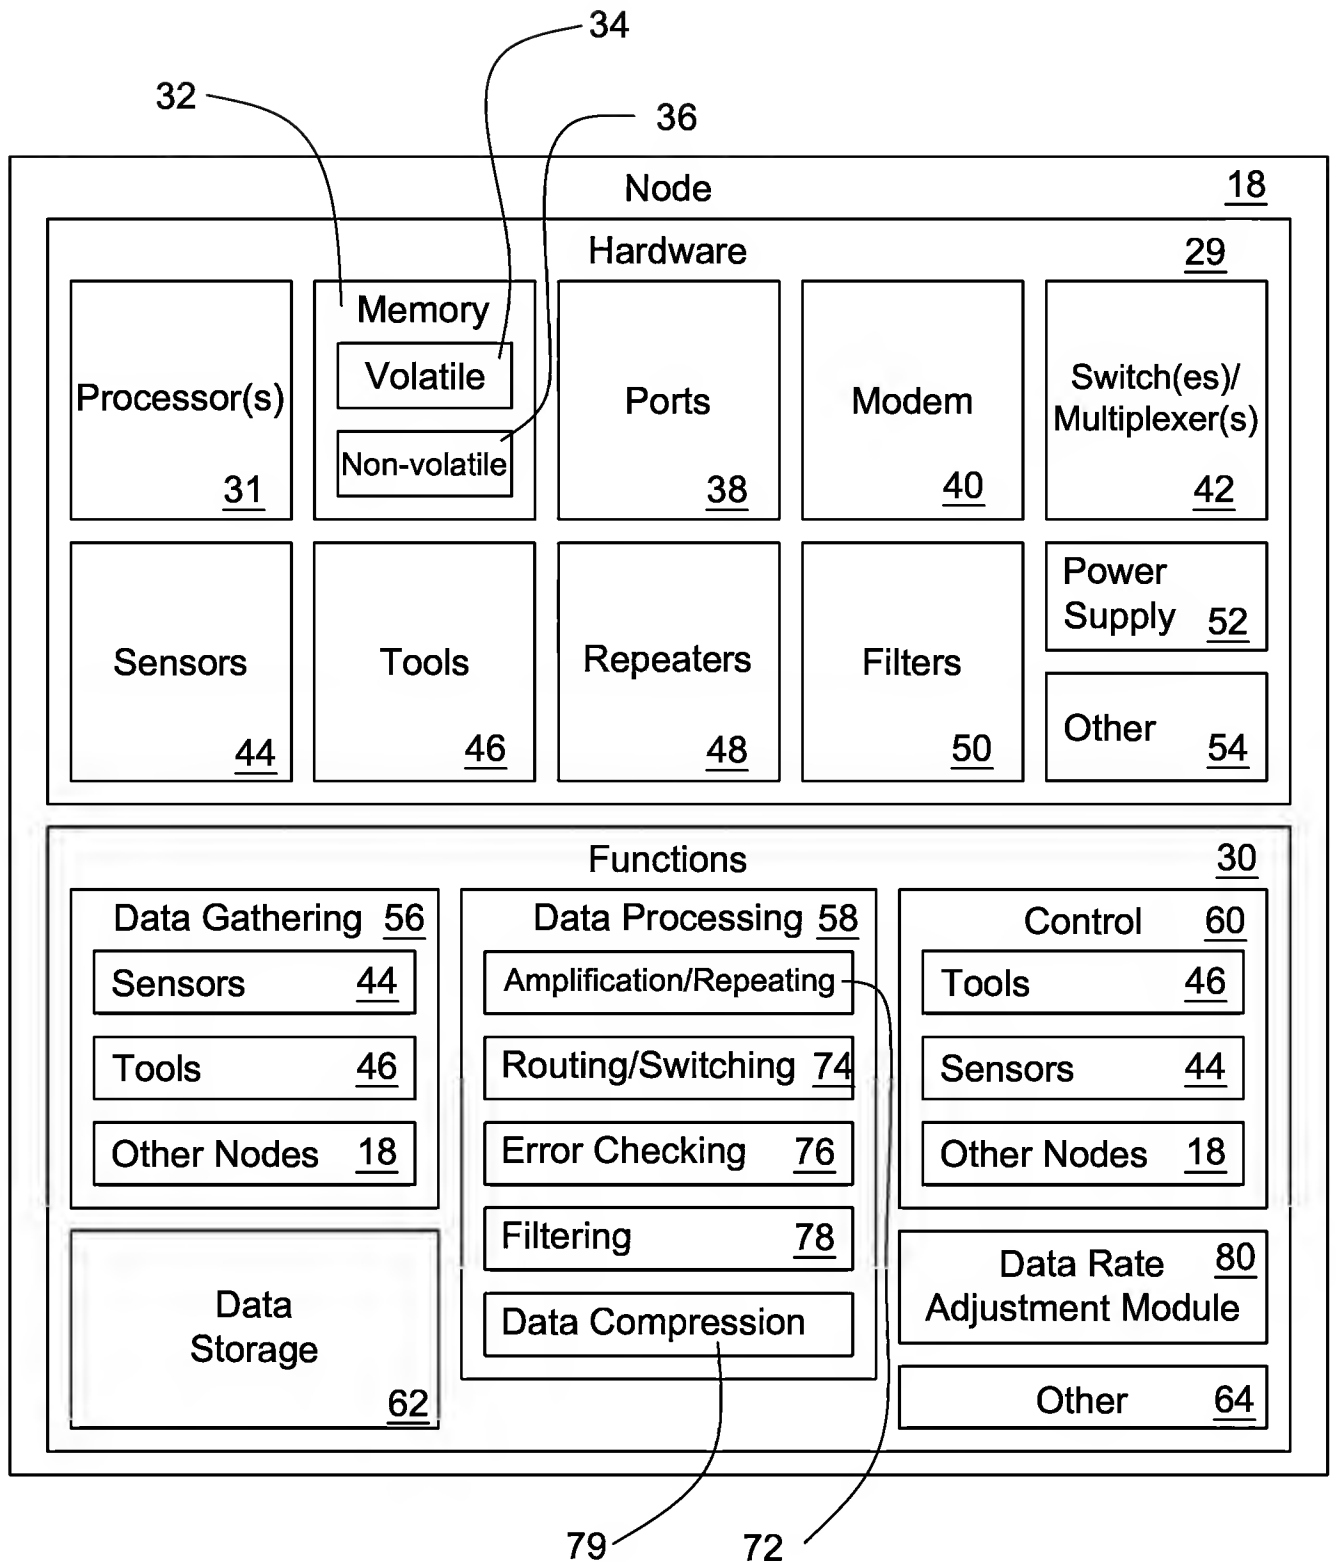 34
32
36
Node 18
Hardware 29
Processor(s)
31
Memory
Volatile
Non-volatile
Ports
38
Modem
40
Switch(es)/
Multiplexer(s)
42
Sensors
44
Tools
46
Repeaters
48
Filters
50
Power
Supply 52
Other
54
Functions 30
Data Gathering 56
Sensors 44
Tools 46
Other Nodes 18
Data Processing 58
Amplification/Repeating
Routing/Switching 74
Error Checking 76
Filtering 78
Data Compression
Control 60
Tools 46
Sensors 44
Other Nodes 18
Data
Storage
62
Data Rate 80
Adjustment Module
Other 64
79
72